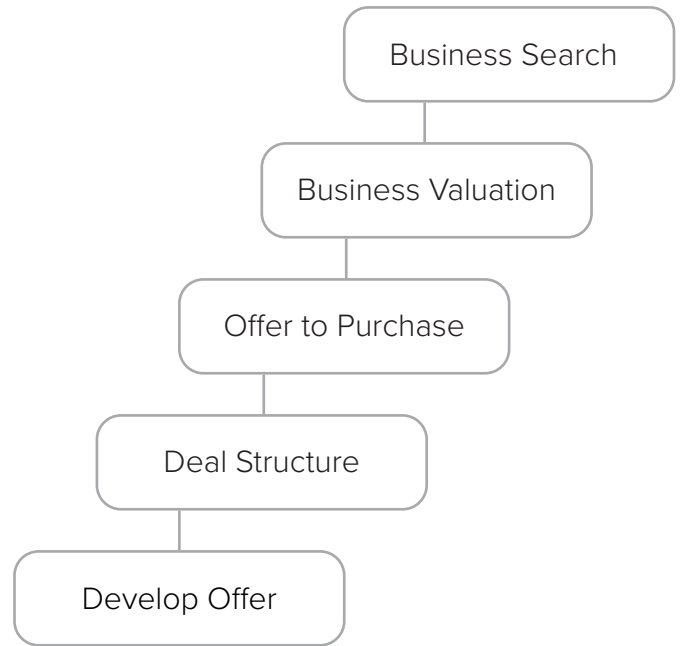 Business Search
Business Valuation
Offer to Purchase
Deal Structure
Develop Offer